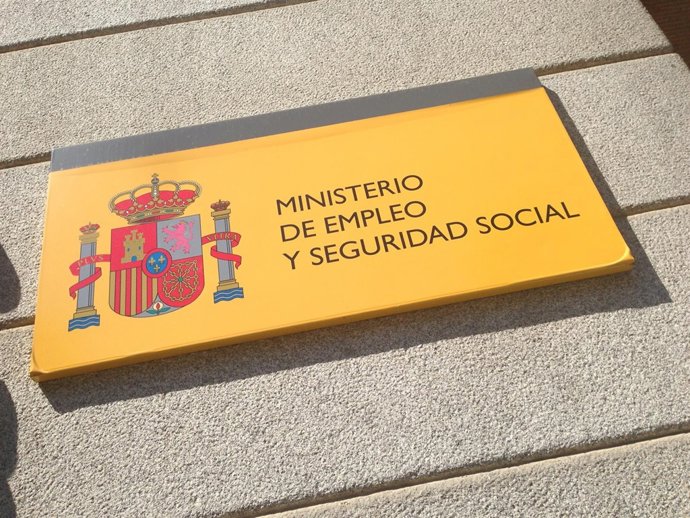 MINISTERIO
DE EMPLEO
Y SEGURIDAD SOCIAL